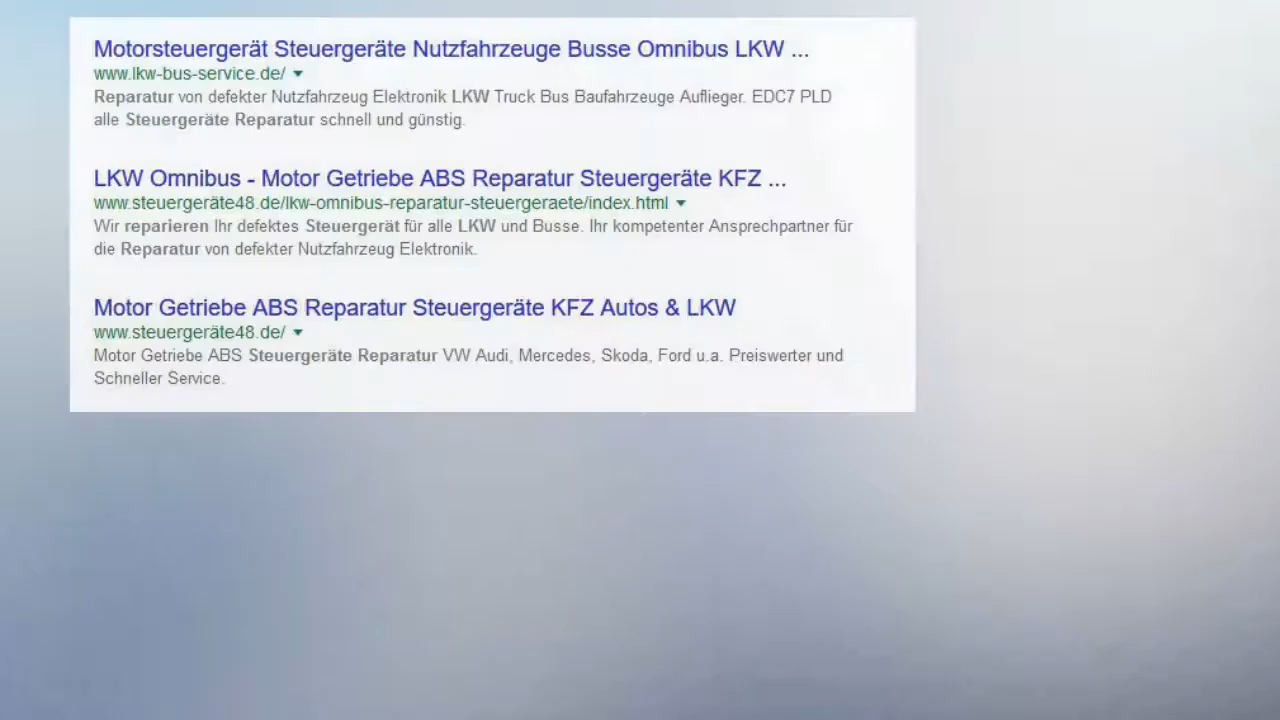 Motorsteuergerät Steuergeräte Nutzfahrzeuge Busse Omnibus LKW ...
www.lkw-bus-service.de/
Reparatur von defekter Nutzfahrzeug Elektronik LKW Truck Bus Baufahrzeuge Auflieger. EDC7 PLD
alle Steuergeräte Reparatur schnell und günstig.
LKW Omnibus - Motor Getriebe ABS Reparatur Steuergeräte KFZ ...
www.steuergeräte48.de/lkw-omnibus-reparatur-steuergeraete/index.html
Wir reparieren Ihr defektes Steuergerät für alle LKW und Busse. Ihr kompetenter Ansprechpartner für
die Reparatur von defekter Nutzfahrzeug Elektronik.
Motor Getriebe ABS Reparatur Steuergeräte KFZ Autos & LKW
www.steuergeräte48.de/
Motor Getriebe ABS Steuergeräte Reparatur VW Audi, Mercedes, Skoda, Ford u.a. Preiswerter und
Schneller Service.